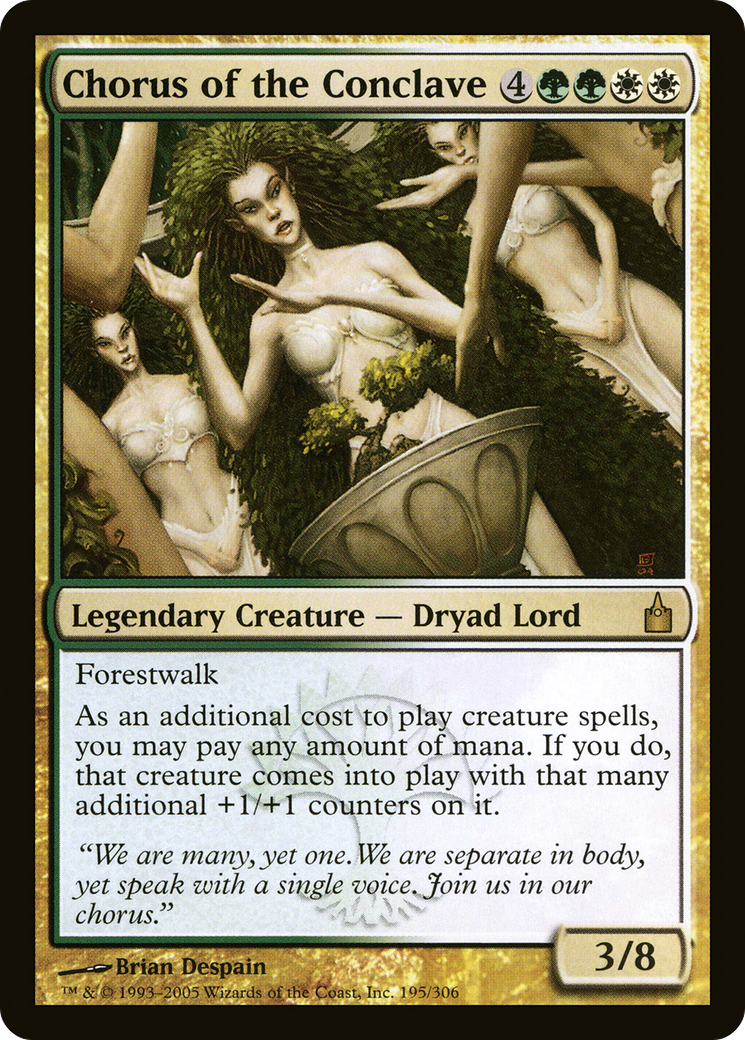 Chorus of the Conclave 4
Legendary Creature — Dryad Lord
Forestwalk
As an additional cost to play creature spells,
you may pay any amount of mana. If you do,
that creature comes into play with that many
additional +1/+1 counters on it.
“We are many, yet one. We are separate in body,
yet speak with a single voice. Join us in our
chorus.”
3/8
Brian Despain
™ & © 1993–2005 Wizards of the Coast, Inc. 195/306